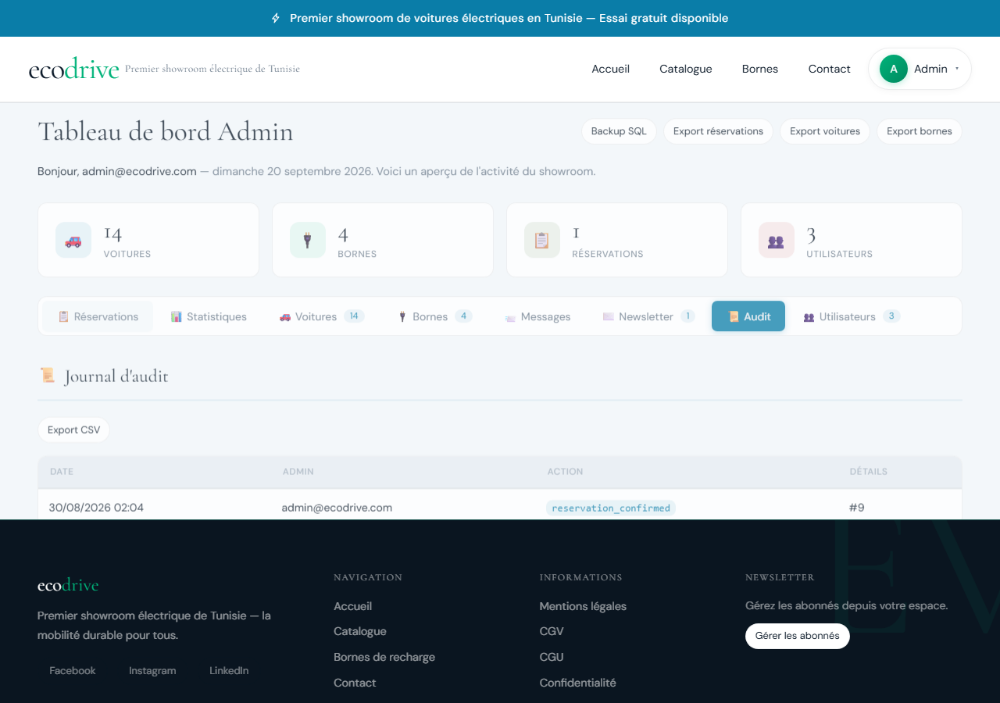 Premier showroom de voitures électriques en Tunisie — Essai gratuit disponible
ecodrive Premier showroom électrique de Tunisie
Accueil Catalogue Bornes Contact A Admin
Tableau de bord Admin
Backup SQL Export réservations Export voitures Export bornes
Bonjour, admin@ecodrive.com — dimanche 20 septembre 2026. Voici un aperçu de l'activité du showroom.
14
VOITURES
4
BORNES
1
RÉSERVATIONS
3
UTILISATEURS
Réservations Statistiques Voitures 14 Bornes 4 Messages Newsletter 1 Audit Utilisateurs 3
Journal d'audit
Export CSV
DATE ADMIN ACTION DÉTAILS
30/08/2026 02:04 admin@ecodrive.com reservation_confirmed #9
EV
ecodrive
Premier showroom électrique de Tunisie — la
mobilité durable pour tous.
Facebook Instagram LinkedIn
NAVIGATION
Accueil
Catalogue
Bornes de recharge
Contact
INFORMATIONS
Mentions légales
CGV
CGU
Confidentialité
NEWSLETTER
Gérez les abonnés depuis votre espace.
Gérer les abonnés